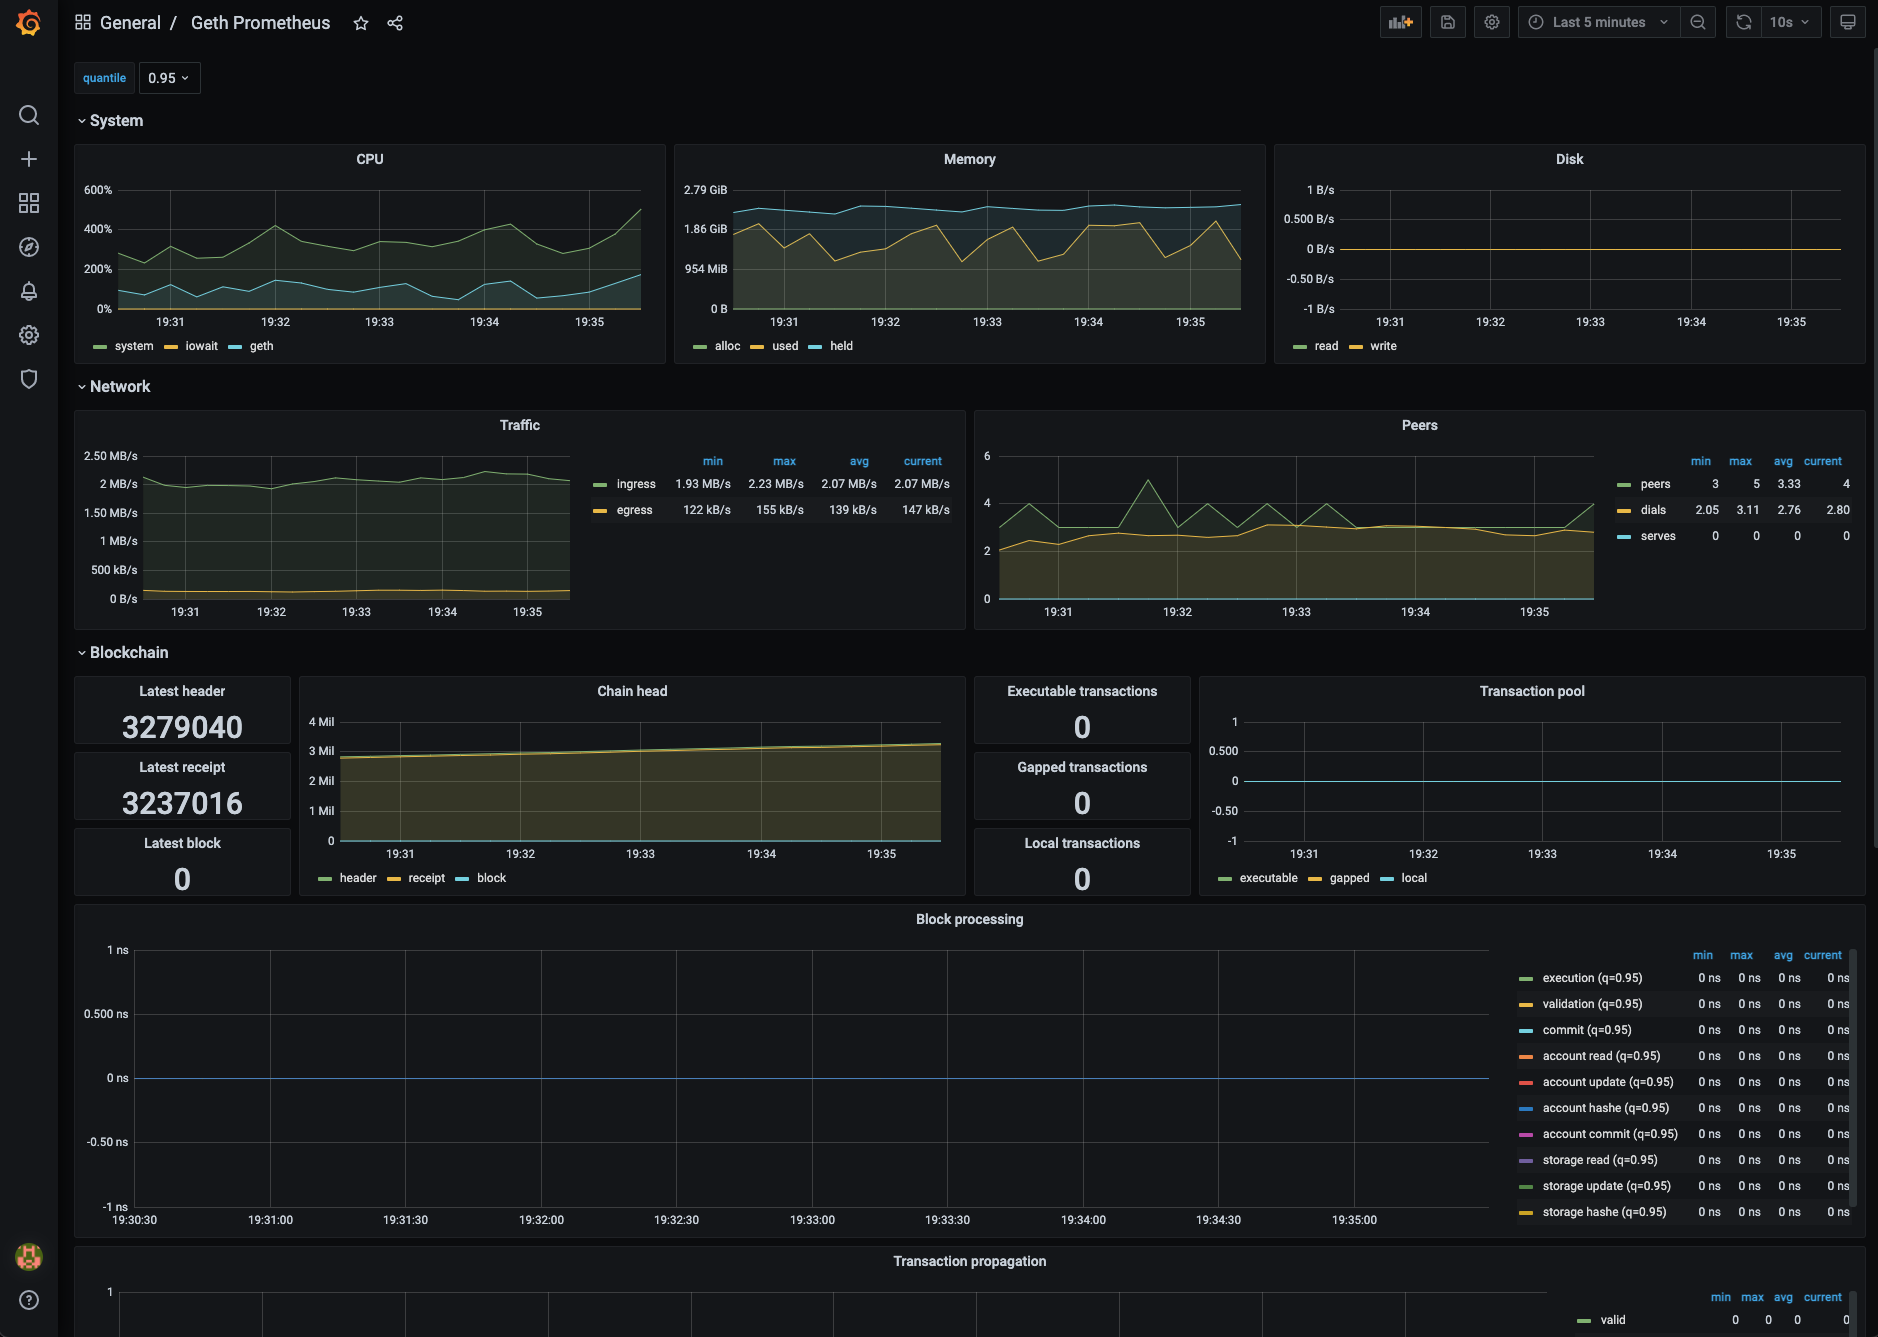 General / Geth Prometheus
Last 5 minutes
10s
quantile 0.95
System
CPU
600%
400%
200%
0%
19:31 19:32 19:33 19:34 19:35
system iowait geth
Memory
2.79 GiB
1.86 GiB
954 MiB
0 B
19:31 19:32 19:33 19:34 19:35
alloc used held
Disk
1 B/s
0.500 B/s
0 B/s
-0.50 B/s
-1 B/s
19:31 19:32 19:33 19:34 19:35
read write
Network
Traffic
2.50 MB/s
2 MB/s
1.50 MB/s
1 MB/s
500 kB/s
0 B/s
19:31 19:32 19:33 19:34 19:35
min max avg current
ingress 1.93 MB/s 2.23 MB/s 2.07 MB/s 2.07 MB/s
egress 122 kB/s 155 kB/s 139 kB/s 147 kB/s
Peers
6
4
2
0
19:31 19:32 19:33 19:34 19:35
min max avg current
peers 3 5 3.33 4
dials 2.05 3.11 2.76 2.80
serves 0 0 0 0
Blockchain
Latest header
3279040
Latest receipt
3237016
Latest block
0
Chain head
4 Mil
3 Mil
2 Mil
1 Mil
0
19:31 19:32 19:33 19:34 19:35
header receipt block
Executable transactions
0
Gapped transactions
0
Local transactions
0
Transaction pool
1
0.500
0
-0.50
-1
19:31 19:32 19:33 19:34 19:35
executable gapped local
Block processing
1 ns
0.500 ns
0 ns
-0.50 ns
-1 ns
19:30:30 19:31:00 19:31:30 19:32:00 19:32:30 19:33:00 19:33:30 19:34:00 19:34:30 19:35:00
min max avg current
execution (q=0.95) 0 ns 0 ns 0 ns 0 ns
validation (q=0.95) 0 ns 0 ns 0 ns 0 ns
commit (q=0.95) 0 ns 0 ns 0 ns 0 ns
account read (q=0.95) 0 ns 0 ns 0 ns 0 ns
account update (q=0.95) 0 ns 0 ns 0 ns 0 ns
account hashe (q=0.95) 0 ns 0 ns 0 ns 0 ns
account commit (q=0.95) 0 ns 0 ns 0 ns 0 ns
storage read (q=0.95) 0 ns 0 ns 0 ns 0 ns
storage update (q=0.95) 0 ns 0 ns 0 ns 0 ns
storage hashe (q=0.95) 0 ns 0 ns 0 ns 0 ns
Transaction propagation
1
min max avg current
valid 0 0 0 0